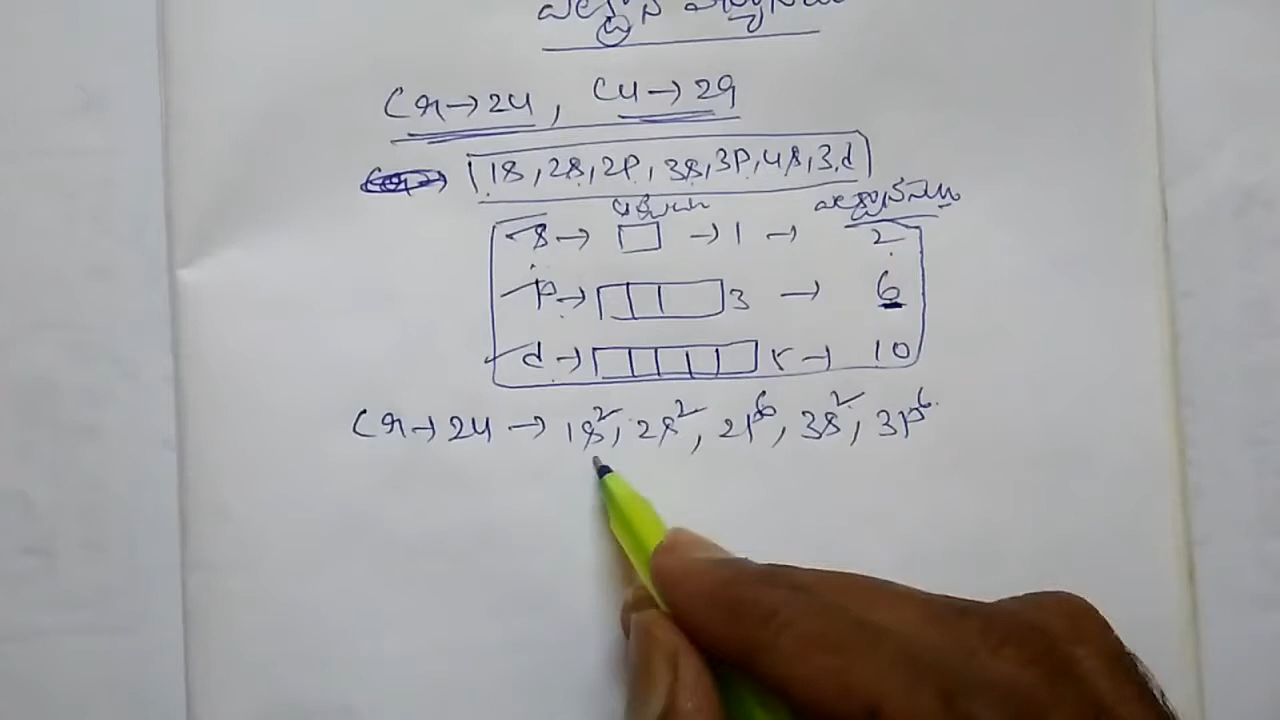 Cr→24, Cu→29
1s, 2s, 2p, 3s, 3p, 4s, 3d
s→ →1→ 2
p→ 3 → 6
d→ 5→ 10
Cr→24→1s², 2s², 2p⁶, 3s², 3p⁶